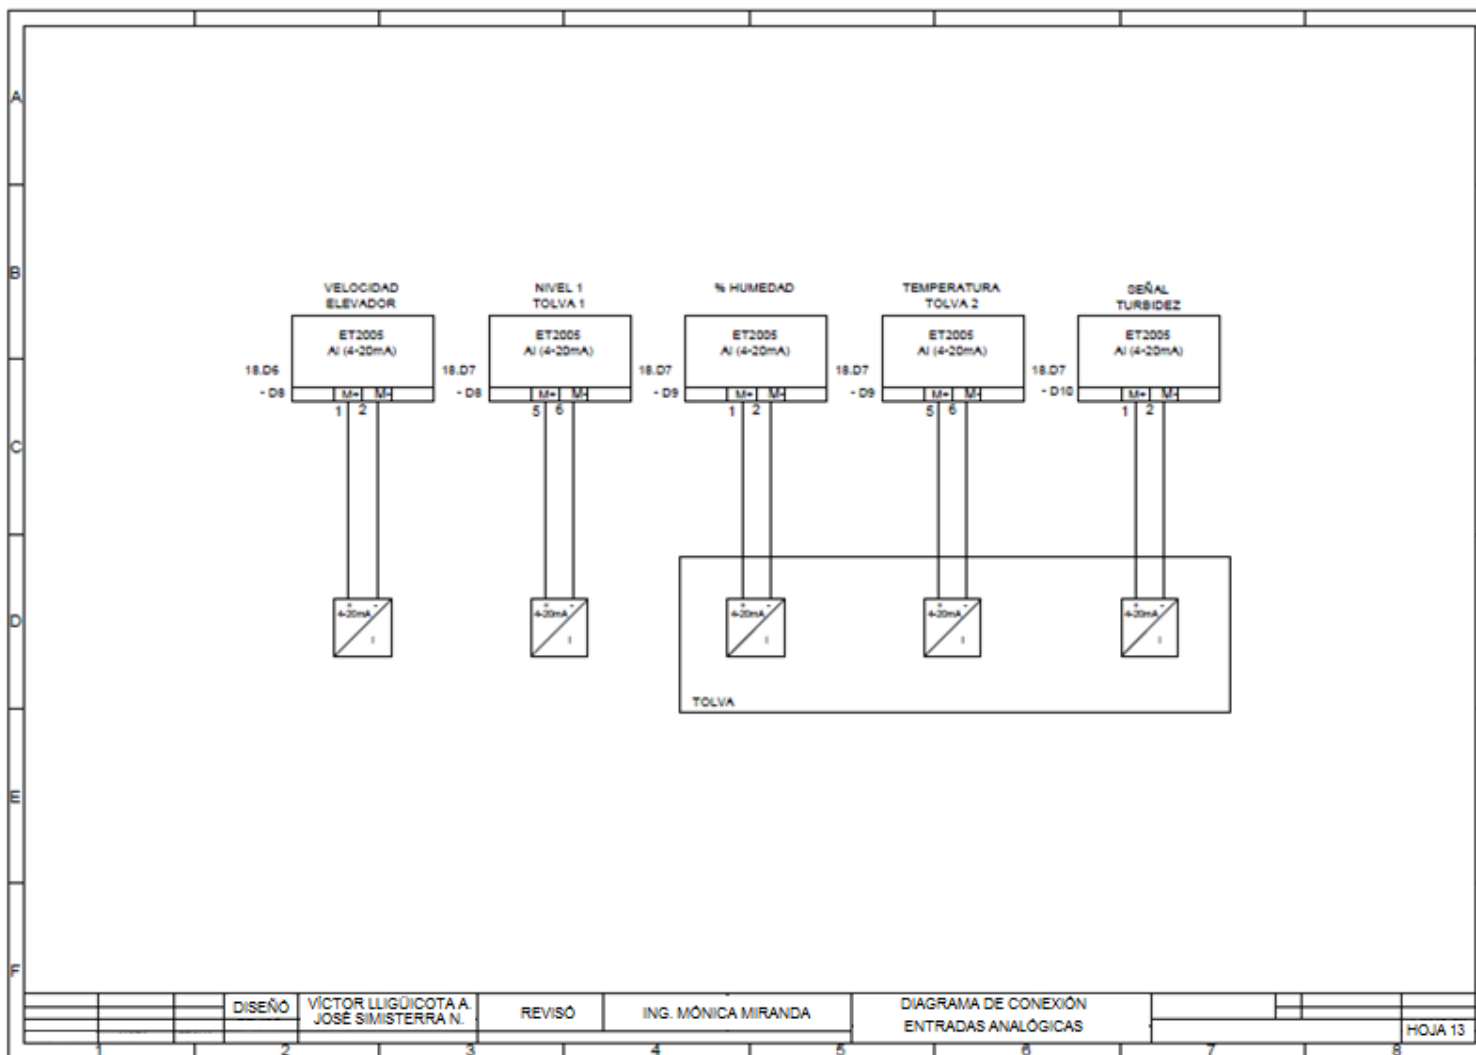 A
B
C
D
E
F
VELOCIDAD
ELEVADOR
NIVEL 1
TOLVA 1
% HUMEDAD
TEMPERATURA
TOLVA 2
SEÑAL
TURBIDEZ
ET2005
AI (4-20mA)
ET2005
AI (4-20mA)
ET2005
AI (4-20mA)
ET2005
AI (4-20mA)
ET2005
AI (4-20mA)
18.D6
- D8
18.D7
- D8
18.D7
- D9
18.D7
- D9
18.D7
- D10
M+ M-
1 2
M+ M-
5 6
M+ M-
1 2
M+ M-
5 6
M+ M-
1 2
+ -
4-20mA
I
+ -
4-20mA
I
+ -
4-20mA
I
+ -
4-20mA
I
+ -
4-20mA
I
TOLVA
DISEÑO
VÍCTOR LLIGÜICOTA A.
JOSÉ SIMISTERRA N.
REVISÓ
ING. MÓNICA MIRANDA
DIAGRAMA DE CONEXIÓN
ENTRADAS ANALÓGICAS
HOJA 13
1 2 3 4 5 6 7 8